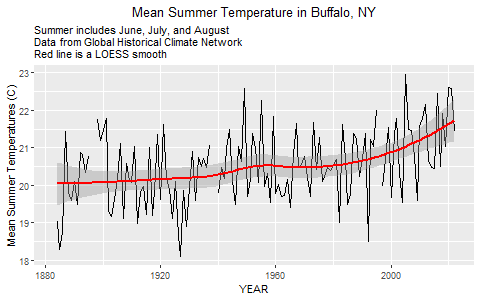 Mean Summer Temperature in Buffalo, NY
Summer includes June, July, and August
Data from Global Historical Climate Network
Red line is a LOESS smooth
Mean Summer Temperatures (C)
23
22
21
20
19
18
1880
1920
1960
2000
YEAR